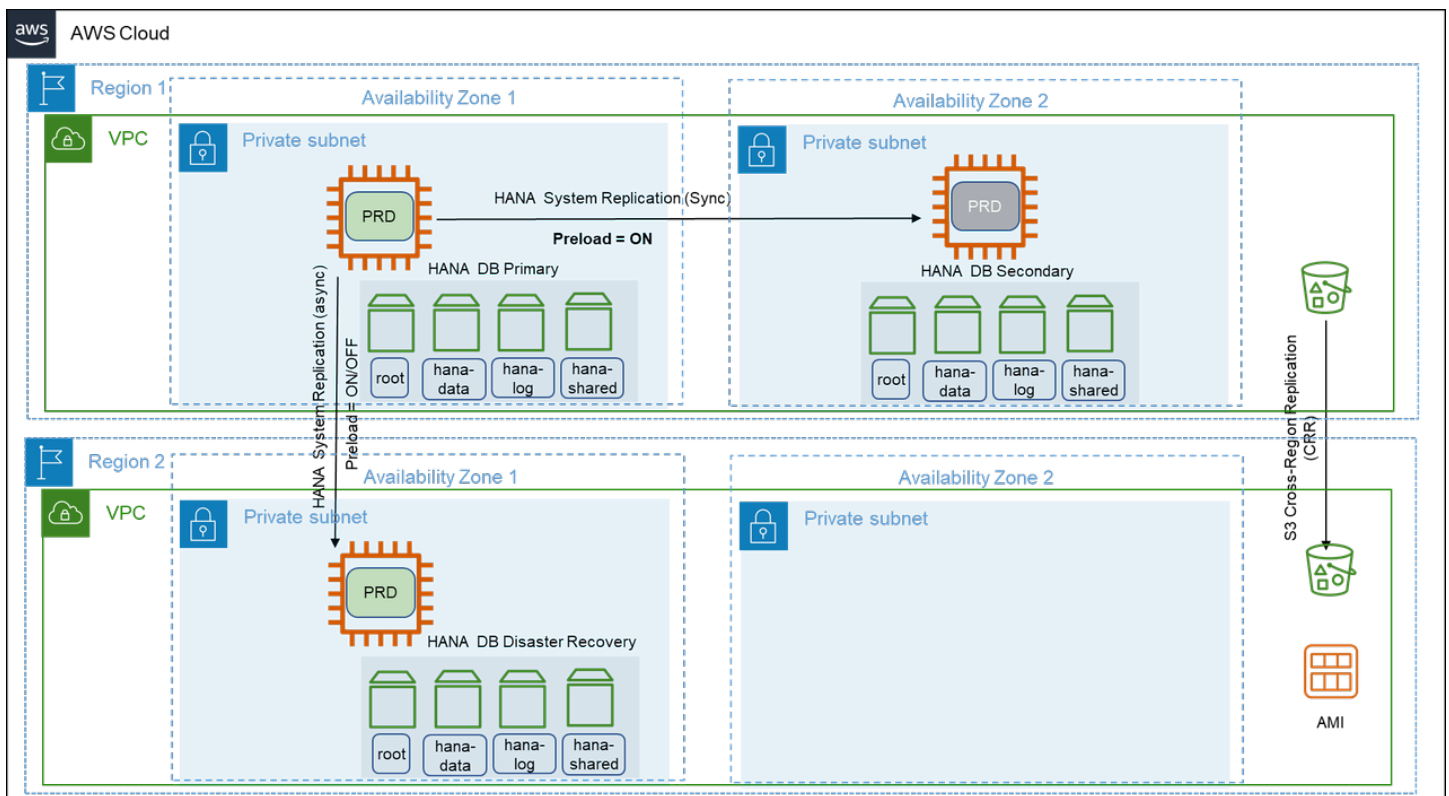 aws
AWS Cloud
Region 1
Availability Zone 1
Availability Zone 2
VPC
Private subnet
Private subnet
PRD
HANA System Replication (Sync)
Preload = ON
PRD
HANA DB Primary
HANA DB Secondary
HANA System Replication (async)
Preload = ON/OFF
root
hana-
data
hana-
log
hana-
shared
root
hana-
data
hana-
log
hana-
shared
S3 Cross-Region Replication
(CRR)
Region 2
Availability Zone 1
Availability Zone 2
VPC
Private subnet
Private subnet
PRD
HANA DB Disaster Recovery
root
hana-
data
hana-
log
hana-
shared
AMI